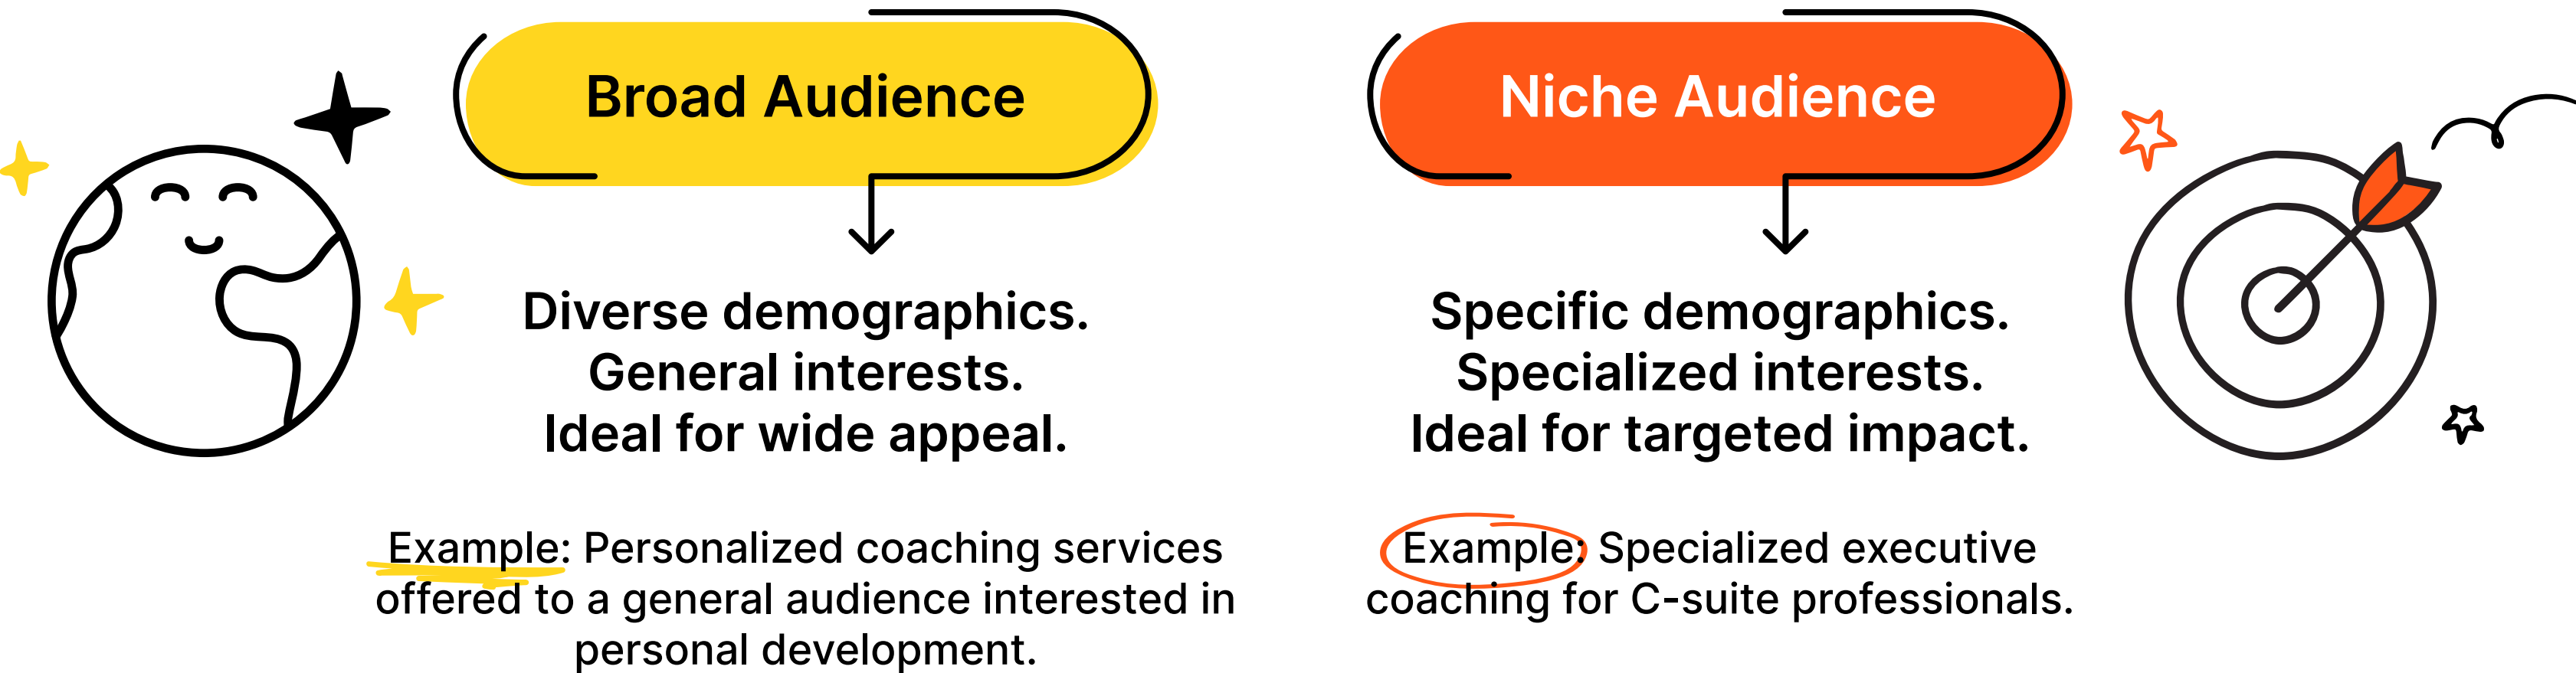 Broad Audience
Diverse demographics.
General interests.
Ideal for wide appeal.
Example: Personalized coaching services
offered to a general audience interested in
personal development.
Niche Audience
Specific demographics.
Specialized interests.
Ideal for targeted impact.
Example: Specialized executive
coaching for C-suite professionals.